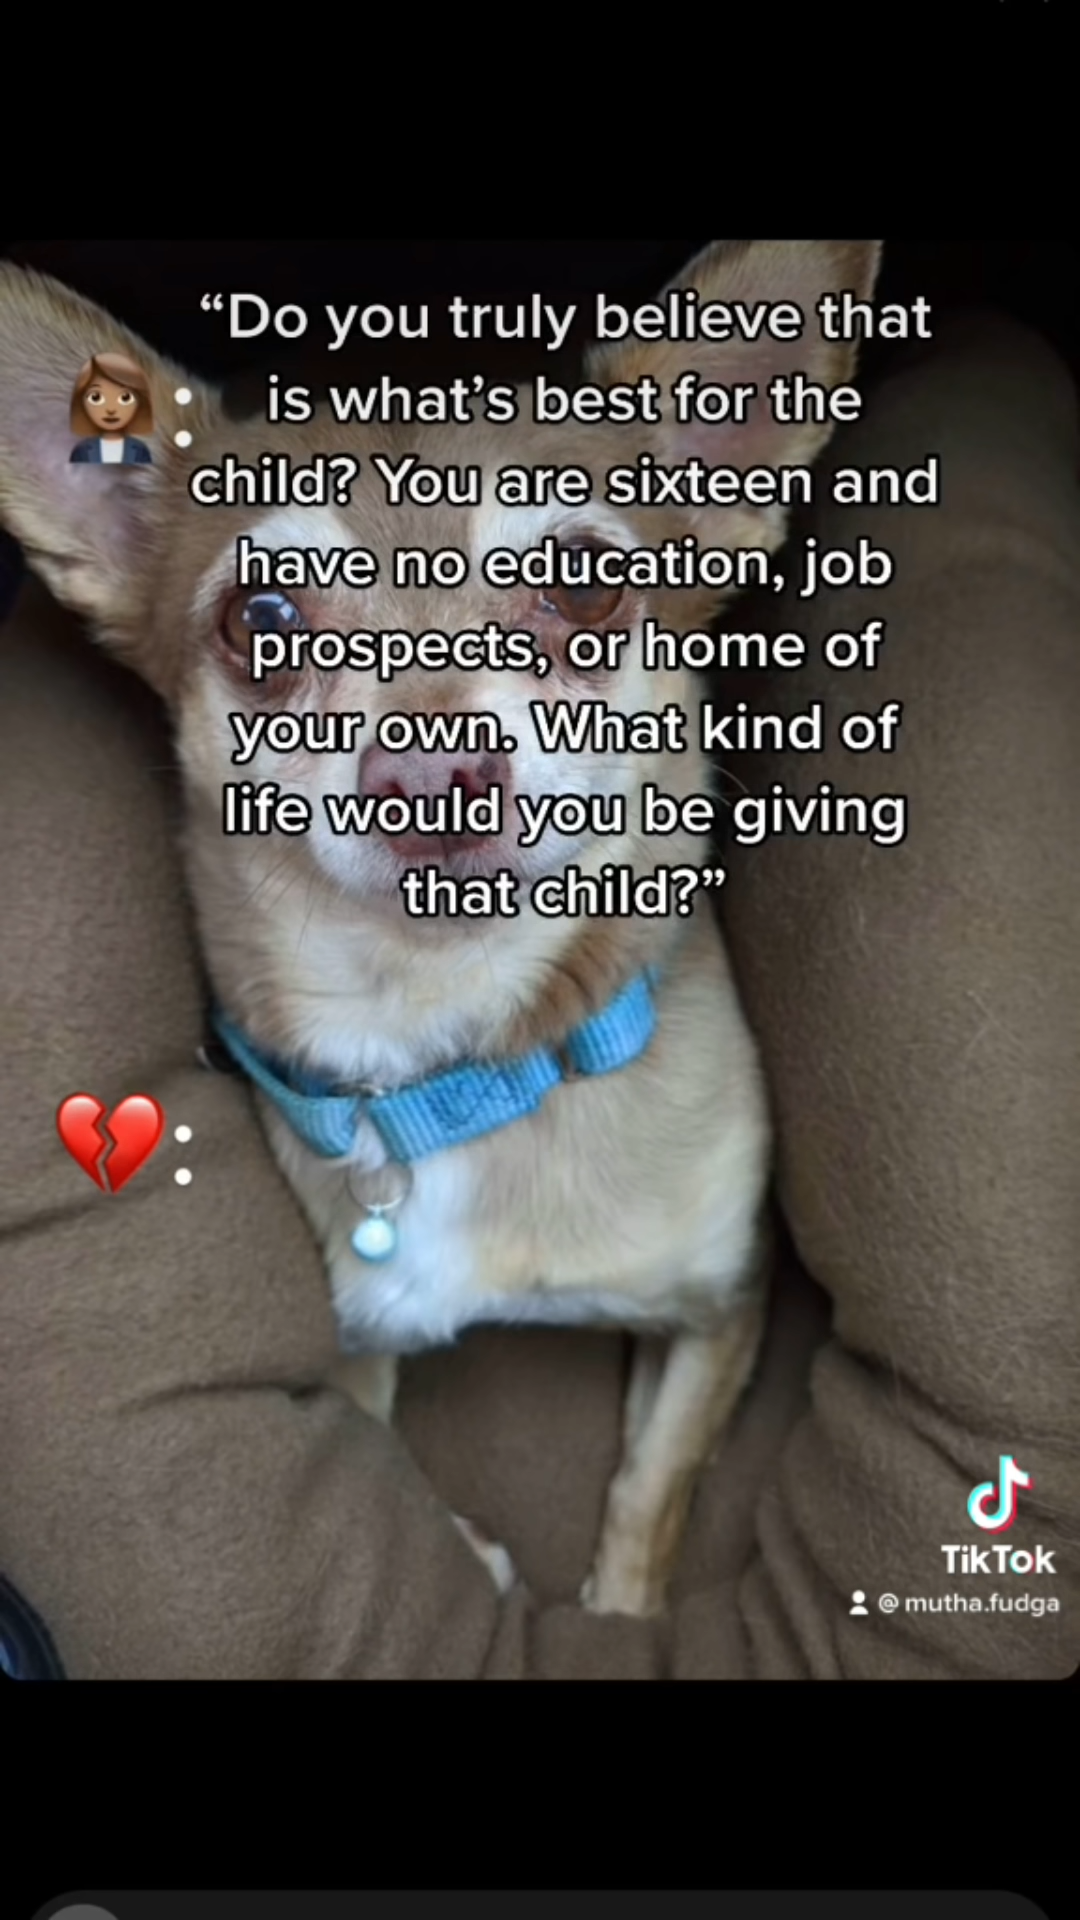 “Do you truly believe that
is what’s best for the
child? You are sixteen and
have no education, job
prospects, or home of
your own. What kind of
life would you be giving
that child?”
:
:
TikTok
@mutha.fudga